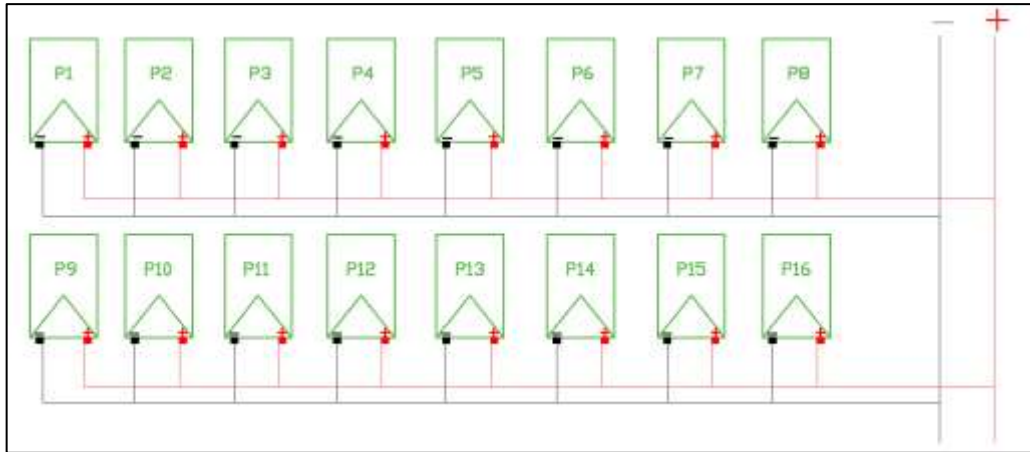 − +
P1 P2 P3 P4 P5 P6 P7 P8
− + − + − + − + − + − + − + − +
P9 P10 P11 P12 P13 P14 P15 P16
− + − + − + − + − + − + − + − +